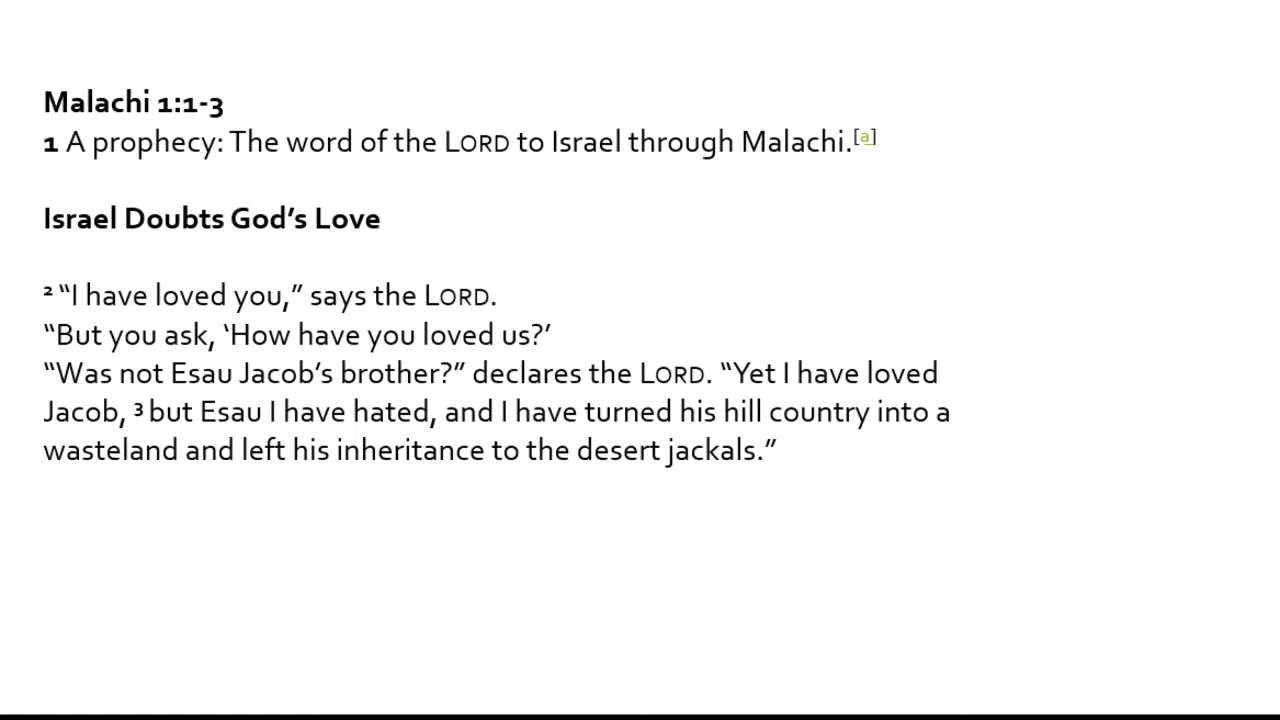 Malachi 1:1-3
1 A prophecy: The word of the LORD to Israel through Malachi.[a]
Israel Doubts God’s Love
2 “I have loved you,” says the LORD.
“But you ask, ‘How have you loved us?’
“Was not Esau Jacob’s brother?” declares the LORD. “Yet I have loved
Jacob, 3 but Esau I have hated, and I have turned his hill country into a
wasteland and left his inheritance to the desert jackals.”